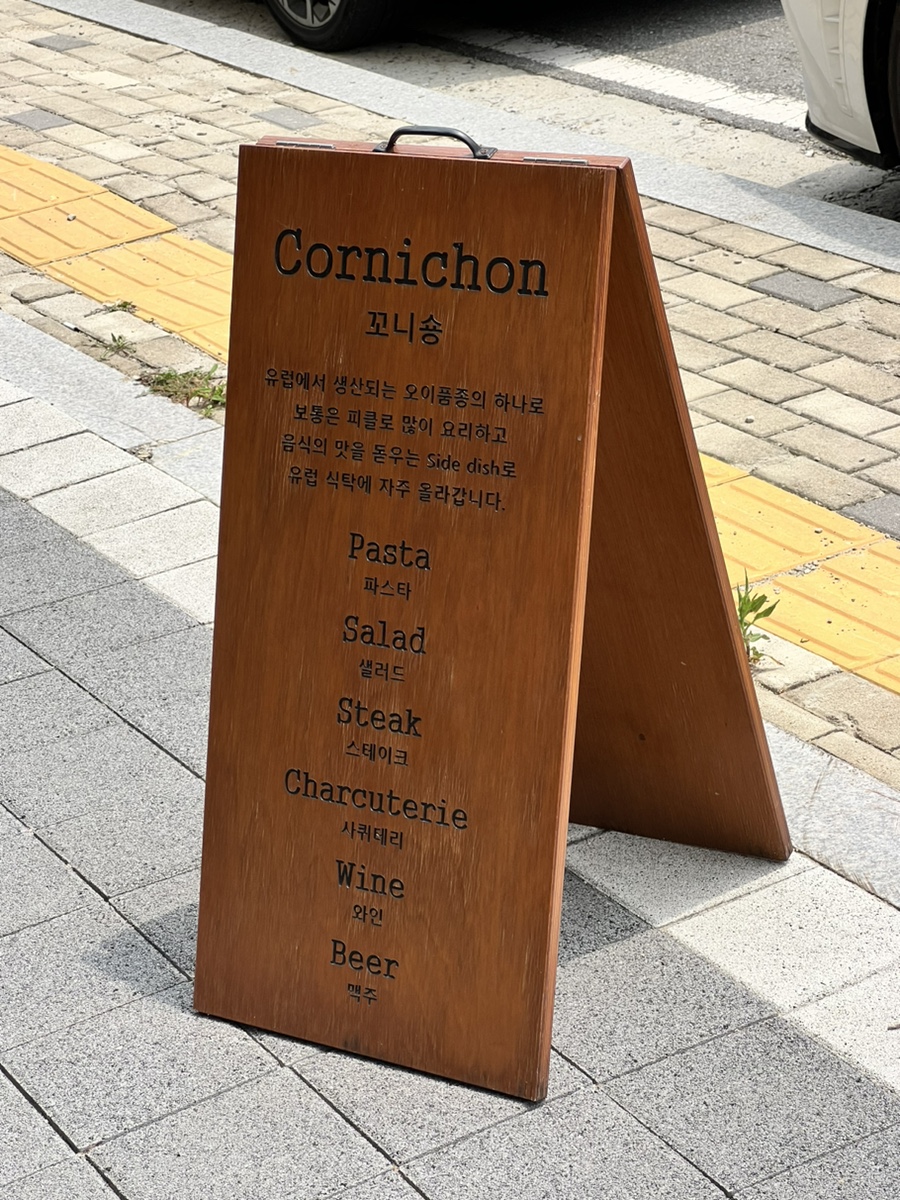 Cornichon
꼬니숑
유럽에서 생산되는 오이품종의 하나로
보통은 피클로 많이 요리하고
음식의 맛을 돋우는 Side dish로
유럽 식탁에 자주 올라갑니다.
Pasta
파스타
Salad
샐러드
Steak
스테이크
Charcuterie
사퀴테리
Wine
와인
Beer
맥주